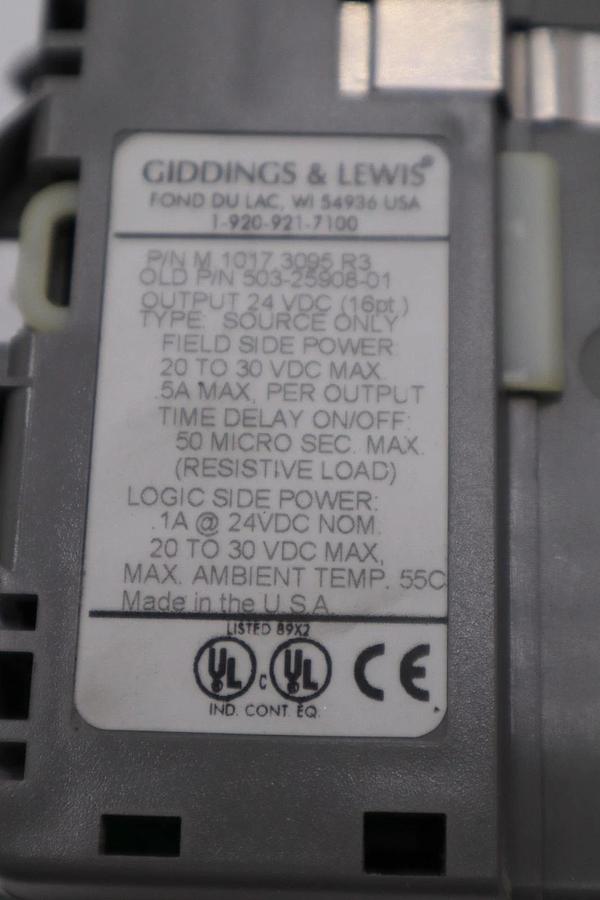 GIDDINGS & LEWIS®
FOND DU LAC, WI 54936 USA
1-920-921-7100
P/N M.1017.3095 R3
OLD P/N 503-25908-01
OUTPUT 24 VDC (16pt.)
TYPE: SOURCE ONLY
FIELD SIDE POWER:
20 TO 30 VDC MAX.
.5A MAX, PER OUTPUT
TIME DELAY ON/OFF:
50 MICRO SEC. MAX.
(RESISTIVE LOAD)
LOGIC SIDE POWER:
.1A @ 24VDC NOM.
20 TO 30 VDC MAX,
MAX. AMBIENT TEMP. 55C
Made in the U.S.A.
LISTED 89X2
UL c UL CE
IND. CONT. EQ.